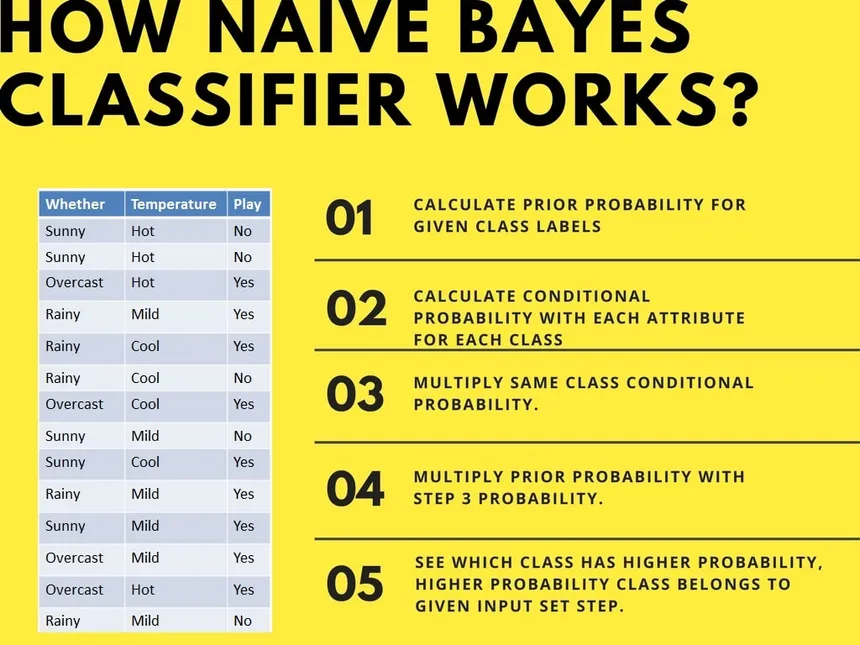 HOW NAIVE BAYES
CLASSIFIER WORKS?
Whether Temperature Play
Sunny Hot No
Sunny Hot No
Overcast Hot Yes
Rainy Mild Yes
Rainy Cool Yes
Rainy Cool No
Overcast Cool Yes
Sunny Mild No
Sunny Cool Yes
Rainy Mild Yes
Sunny Mild Yes
Overcast Mild Yes
Overcast Hot Yes
Rainy Mild No
01
CALCULATE PRIOR PROBABILITY FOR
GIVEN CLASS LABELS
02
CALCULATE CONDITIONAL
PROBABILITY WITH EACH ATTRIBUTE
FOR EACH CLASS
03
MULTIPLY SAME CLASS CONDITIONAL
PROBABILITY.
04
MULTIPLY PRIOR PROBABILITY WITH
STEP 3 PROBABILITY.
05
SEE WHICH CLASS HAS HIGHER PROBABILITY,
HIGHER PROBABILITY CLASS BELONGS TO
GIVEN INPUT SET STEP.